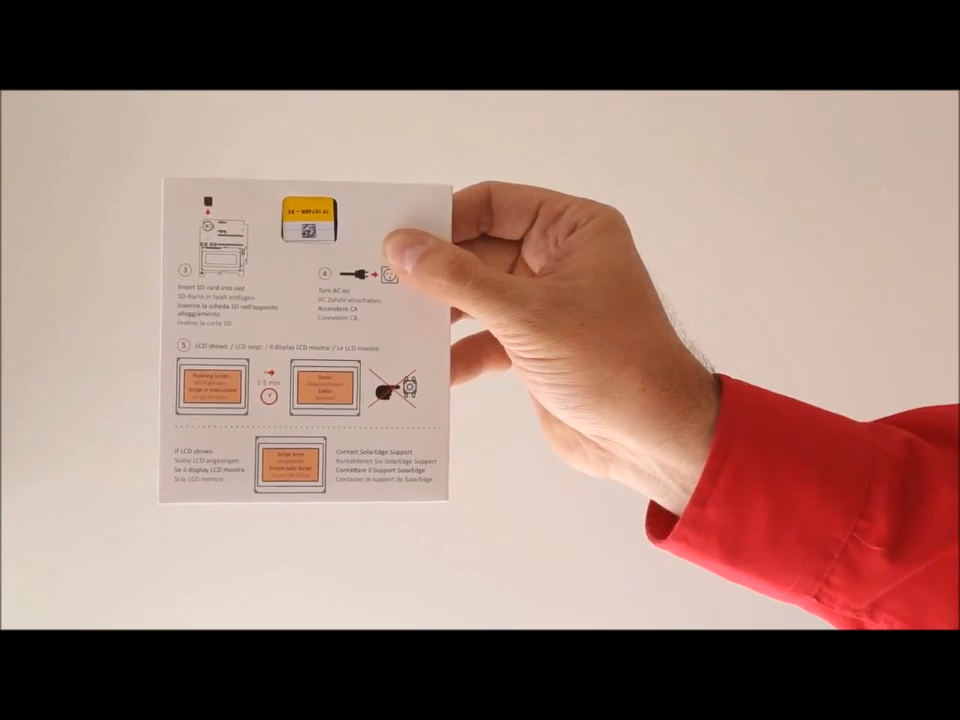 3
Insert SD card into slot
SD-Karte in Spalt einfügen
Inserire la scheda SD nell'apposito
alloggiamento
Insérer la carte SD
4
Turn AC on
AC Zufuhr einschalten
Accendere CA
Connexion CA
5 LCD shows: / LCD zeigt: / Il display LCD mostra: / Le LCD montre:
Running Script...
Script in esecuzione
1-5 min
Done!
Fatto!
If LCD shows:
Sollte LCD anzeigen:
Se il display LCD mostra
Si le LCD montre
Script error
Errore sullo Script
Contact SolarEdge Support
Kontaktieren Sie SolarEdge Support
Contattare il Support SolarEdge
Contacter le support de SolarEdge